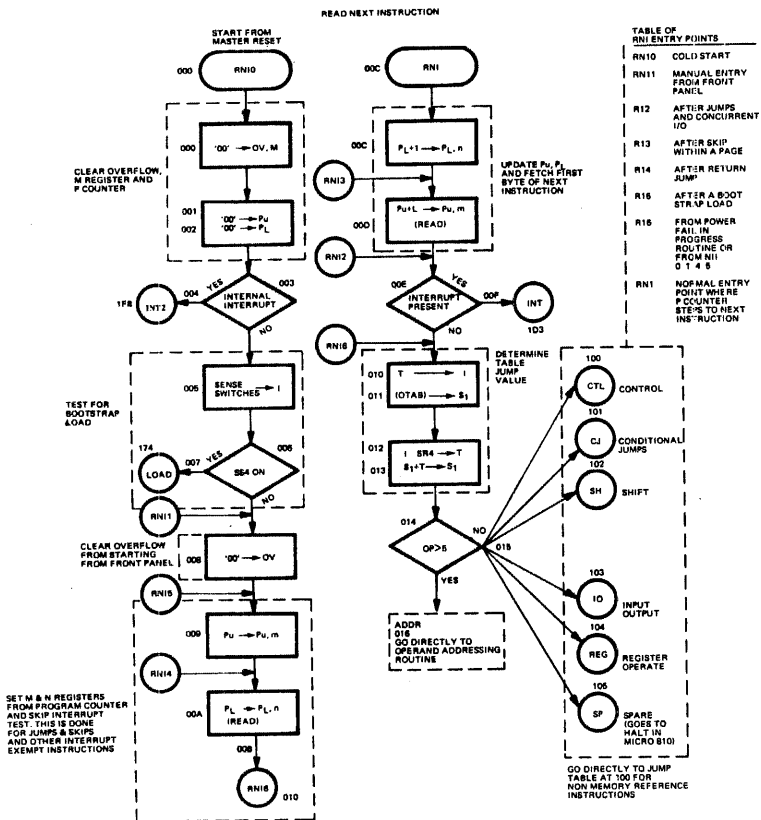 READ NEXT INSTRUCTION
START FROM
MASTER RESET
000
RNI0
000
'00' → OV, M
CLEAR OVERFLOW,
M REGISTER AND
P COUNTER
001
002
'00' → Pu
'00' → PL
YES
003
004
INTERNAL
INTERRUPT
1F8
INT2
NO
005
SENSE
SWITCHES → I
TEST FOR
BOOTSTRAP
LOAD
174
007
YES
006
LOAD
SS4 ON
NO
RNI1
CLEAR OVERFLOW
FROM STARTING
FROM FRONT PANEL
008
'00' → OV
RNI5
009
Pu → Pu, m
RNI4
SET M & N REGISTERS
FROM PROGRAM COUNTER
AND SKIP INTERRUPT
TEST. THIS IS DONE
FOR JUMPS & SKIPS
AND OTHER INTERRUPT
EXEMPT INSTRUCTIONS
00A
PL → PL, n
(READ)
00B
RNI6
010
00C
RNI
00C
PL+1 → PL, n
RNI3
UPDATE Pu, PL
AND FETCH FIRST
BYTE OF NEXT
INSTRUCTION
00D
Pu+L → Pu, m
(READ)
RNI2
00E
YES
00F
INTERRUPT
PRESENT
INT
1D3
NO
RNI6
DETERMINE
TABLE JUMP
VALUE
010
T → I
011
(OTAB) → S1
012
I SR4 → T
013
S1+T → S1
014
NO
015
OP>5
YES
ADDR
016
GO DIRECTLY TO
OPERAND ADDRESSING
ROUTINE
TABLE OF
RNI ENTRY POINTS
RN10 COLD START
RN11 MANUAL ENTRY
FROM FRONT
PANEL
R12 AFTER JUMPS
AND CONCURRENT
I/O
R13 AFTER SKIP
WITHIN A PAGE
R14 AFTER RETURN
JUMP
R16 AFTER A BOOT
STRAP LOAD
R16 FROM POWER
FAIL IN
PROGRESS
ROUTINE OR
FROM NII
0 1 4 5
RN1 NORMAL ENTRY
POINT WHERE
P COUNTER
STEPS TO NEXT
INSTRUCTION
100
CTL CONTROL
101
CJ CONDITIONAL
JUMPS
102
SH SHIFT
103
IO INPUT
OUTPUT
104
REG REGISTER
OPERATE
105
SP SPARE
(GOES TO
HALT IN
MICRO 810)
GO DIRECTLY TO JUMP
TABLE AT 100 FOR
NON MEMORY REFERENCE
INSTRUCTIONS